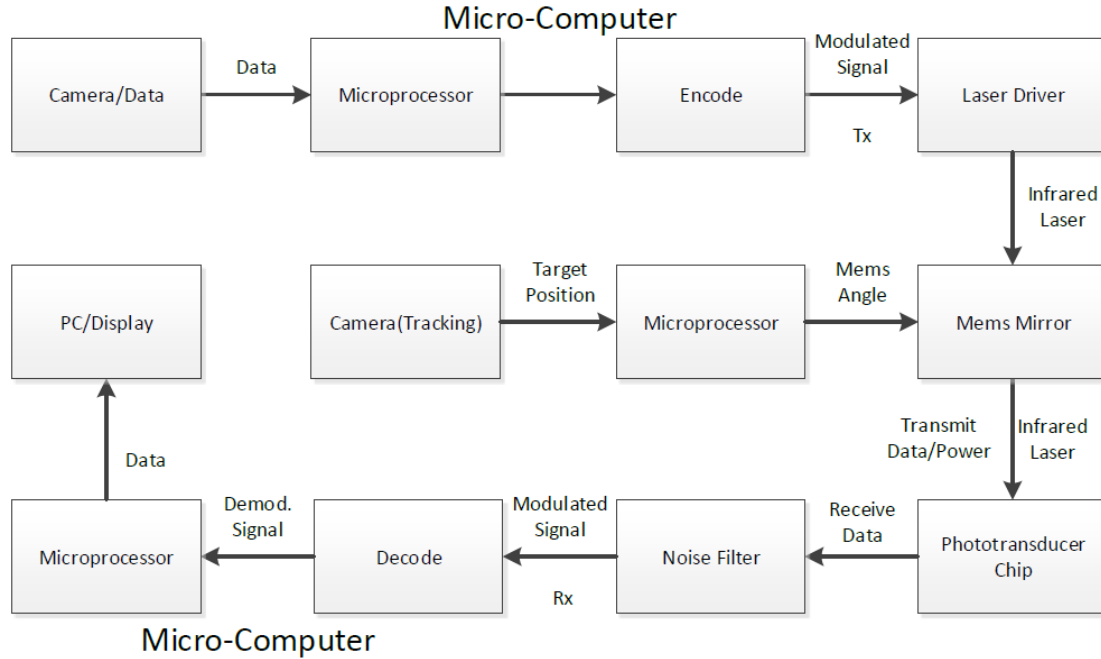 Micro-Computer
Camera/Data
Data
Microprocessor
Encode
Modulated
Signal
Tx
Laser Driver
Infrared
Laser
PC/Display
Camera(Tracking)
Target
Position
Microprocessor
Mems
Angle
Mems Mirror
Transmit
Data/Power
Infrared
Laser
Data
Microprocessor
Demod.
Signal
Decode
Modulated
Signal
Rx
Noise Filter
Receive
Data
Phototransducer
Chip
Micro-Computer